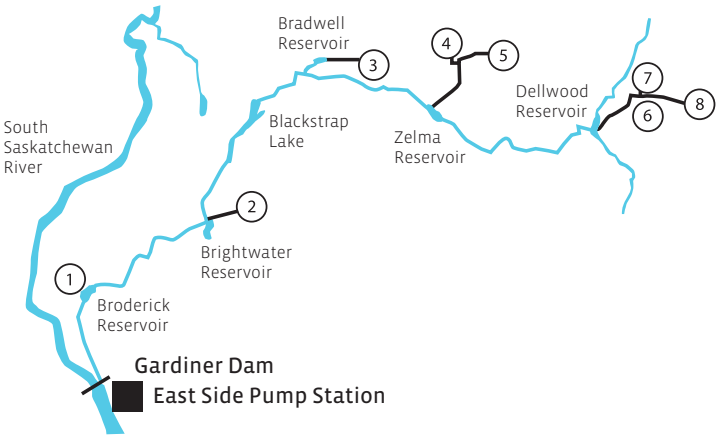 Bradwell
Reservoir
4
5
3
7
Dellwood
Reservoir
8
6
South
Saskatchewan
River
Blackstrap
Lake
Zelma
Reservoir
2
Brightwater
Reservoir
1
Broderick
Reservoir
Gardiner Dam
East Side Pump Station